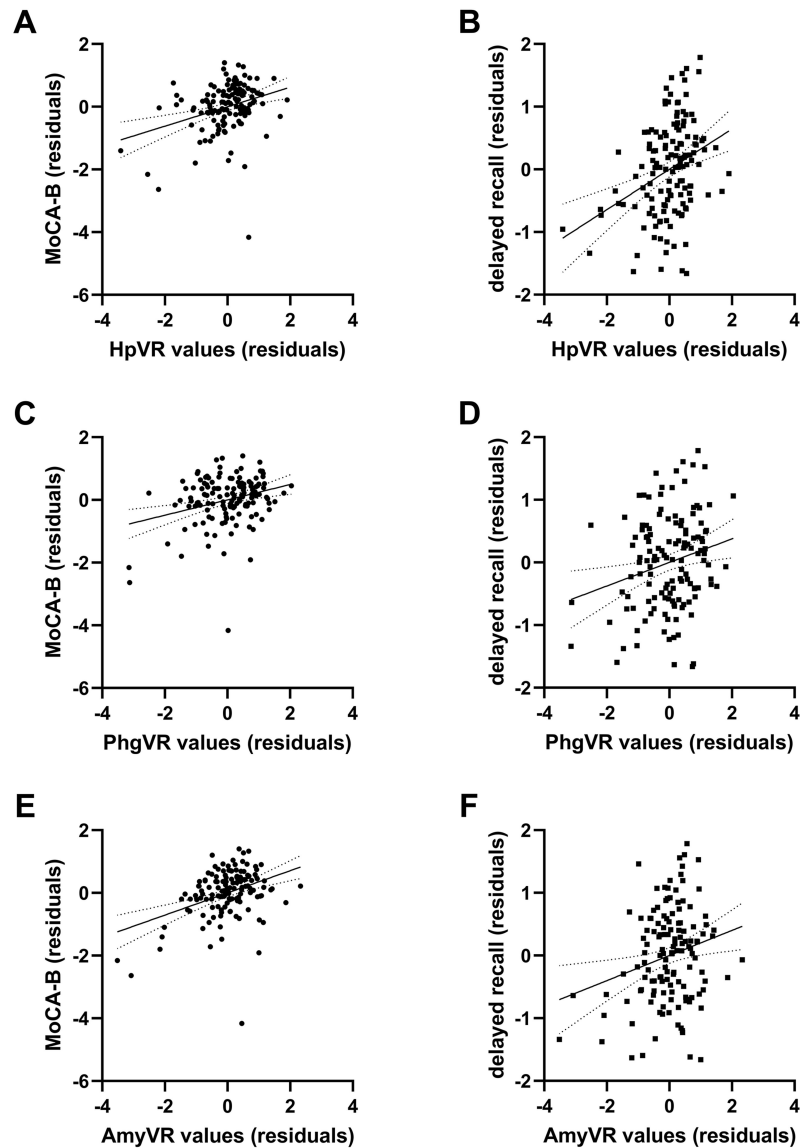 A
2
0
-2
-4
-6
MoCA-B (residuals)
-4 -2 0 2 4
HpVR values (residuals)
B
2
1
0
-1
-2
delayed recall (residuals)
-4 -2 0 2 4
HpVR values (residuals)
C
2
0
-2
-4
-6
MoCA-B (residuals)
-4 -2 0 2 4
PhgVR values (residuals)
D
2
1
0
-1
-2
delayed recall (residuals)
-4 -2 0 2 4
PhgVR values (residuals)
E
2
0
-2
-4
-6
MoCA-B (residuals)
-4 -2 0 2 4
AmyVR values (residuals)
F
2
1
0
-1
-2
delayed recall (residuals)
-4 -2 0 2 4
AmyVR values (residuals)